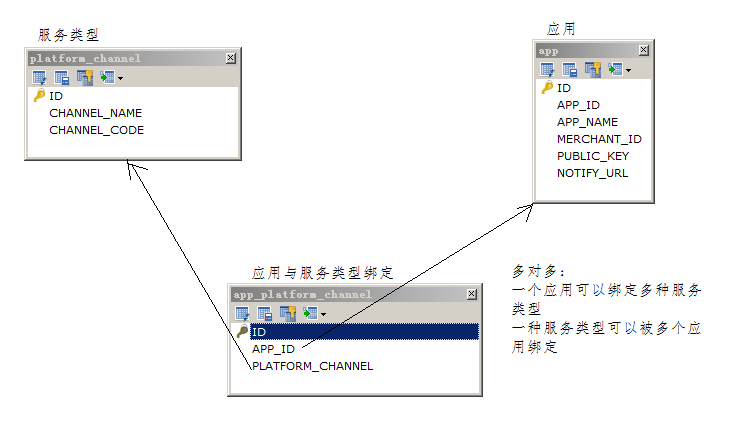 服务类型
platform_channel
ID
CHANNEL_NAME
CHANNEL_CODE
应用
app
ID
APP_ID
APP_NAME
MERCHANT_ID
PUBLIC_KEY
NOTIFY_URL
应用与服务类型绑定
app_platform_channel
ID
APP_ID
PLATFORM_CHANNEL
多对多：
一个应用可以绑定多种服务
类型
一种服务类型可以被多个应
用绑定